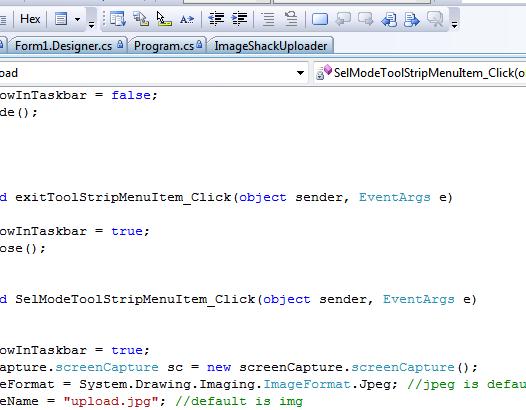 Hex
Form1.Designer.cs Program.cs ImageShackUploader
oad SelModeToolStripMenuItem_Click(o
owInTaskbar = false;
de();
d exitToolStripMenuItem_Click(object sender, EventArgs e)
owInTaskbar = true;
ose();
d SelModeToolStripMenuItem_Click(object sender, EventArgs e)
owInTaskbar = true;
apture.screenCapture sc = new screenCapture.screenCapture();
eFormat = System.Drawing.Imaging.ImageFormat.Jpeg; //jpeg is defau
eName = "upload.jpg"; //default is img